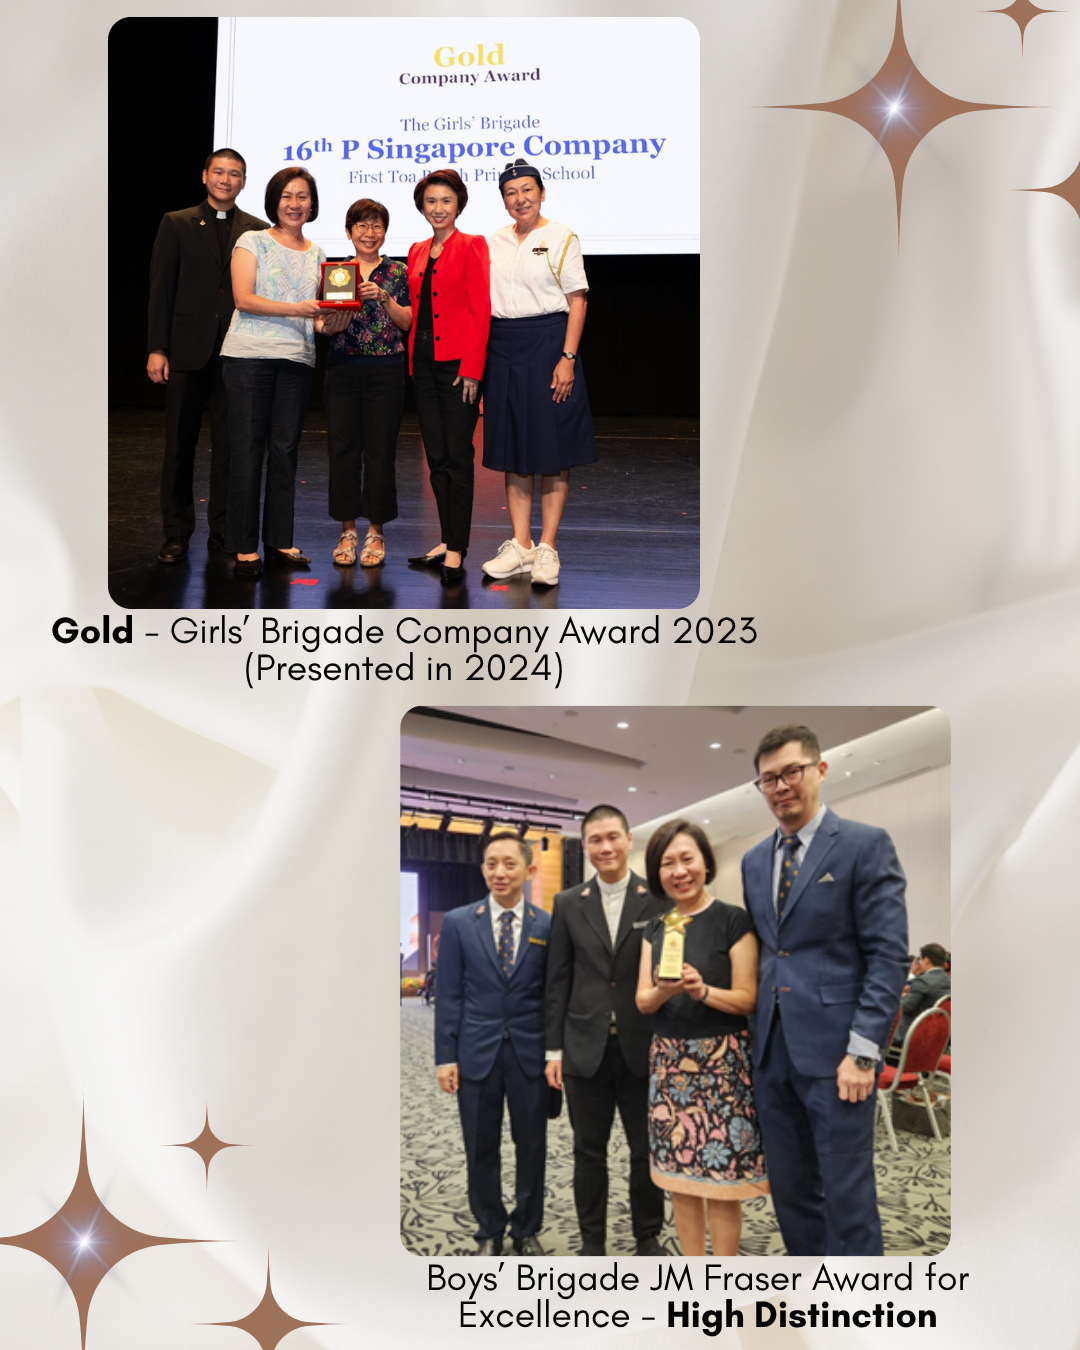 Gold
Company Award
The Girls’ Brigade
16th P Singapore Company
First Toa School
Gold – Girls’ Brigade Company Award 2023
(Presented in 2024)
Boys’ Brigade JM Fraser Award for
Excellence – High Distinction